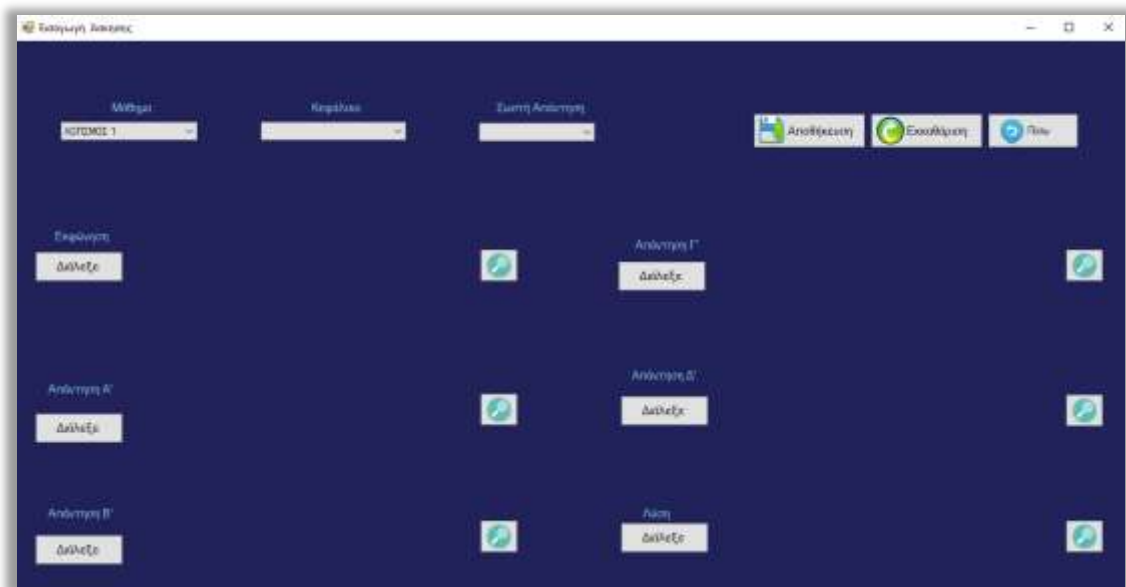 Εισαγωγή Άσκησης
Μάθημα
Κεφάλαιο
Σωστή Απάντηση
ΛΟΓΙΣΜΟΣ 1
Αποθήκευση
Εκκαθάριση
Πίσω
Εκφώνηση
Διάλεξε
Απάντηση Γ'
Διάλεξε
Απάντηση Α'
Διάλεξε
Απάντηση Δ'
Διάλεξε
Απάντηση Β'
Διάλεξε
Λύση
Διάλεξε